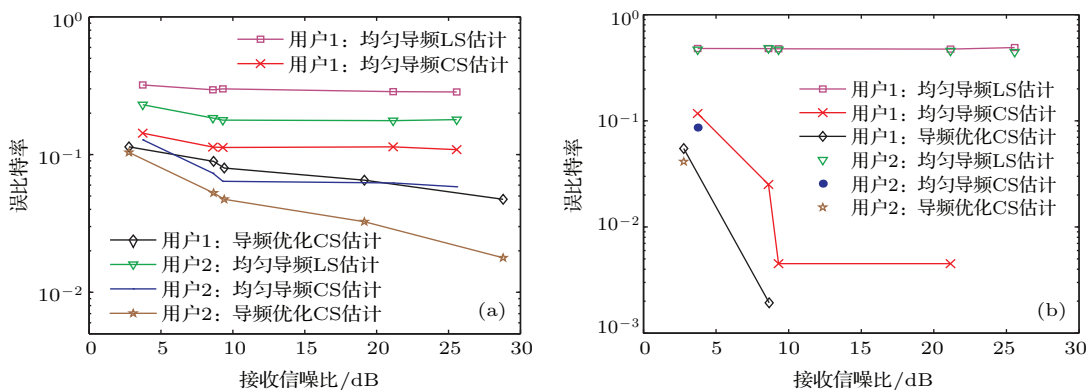 10^0
10^-1
10^-2
误比特率
用户1：均匀导频LS估计
用户1：均匀导频CS估计
用户1：导频优化CS估计
用户2：均匀导频LS估计
用户2：均匀导频CS估计
用户2：导频优化CS估计
(a)
0 5 10 15 20 25 30
接收信噪比/dB
10^0
10^-1
10^-2
10^-3
误比特率
用户1：均匀导频LS估计
用户1：均匀导频CS估计
用户1：导频优化CS估计
用户2：均匀导频LS估计
用户2：均匀导频CS估计
用户2：导频优化CS估计
(b)
0 5 10 15 20 25 30
接收信噪比/dB